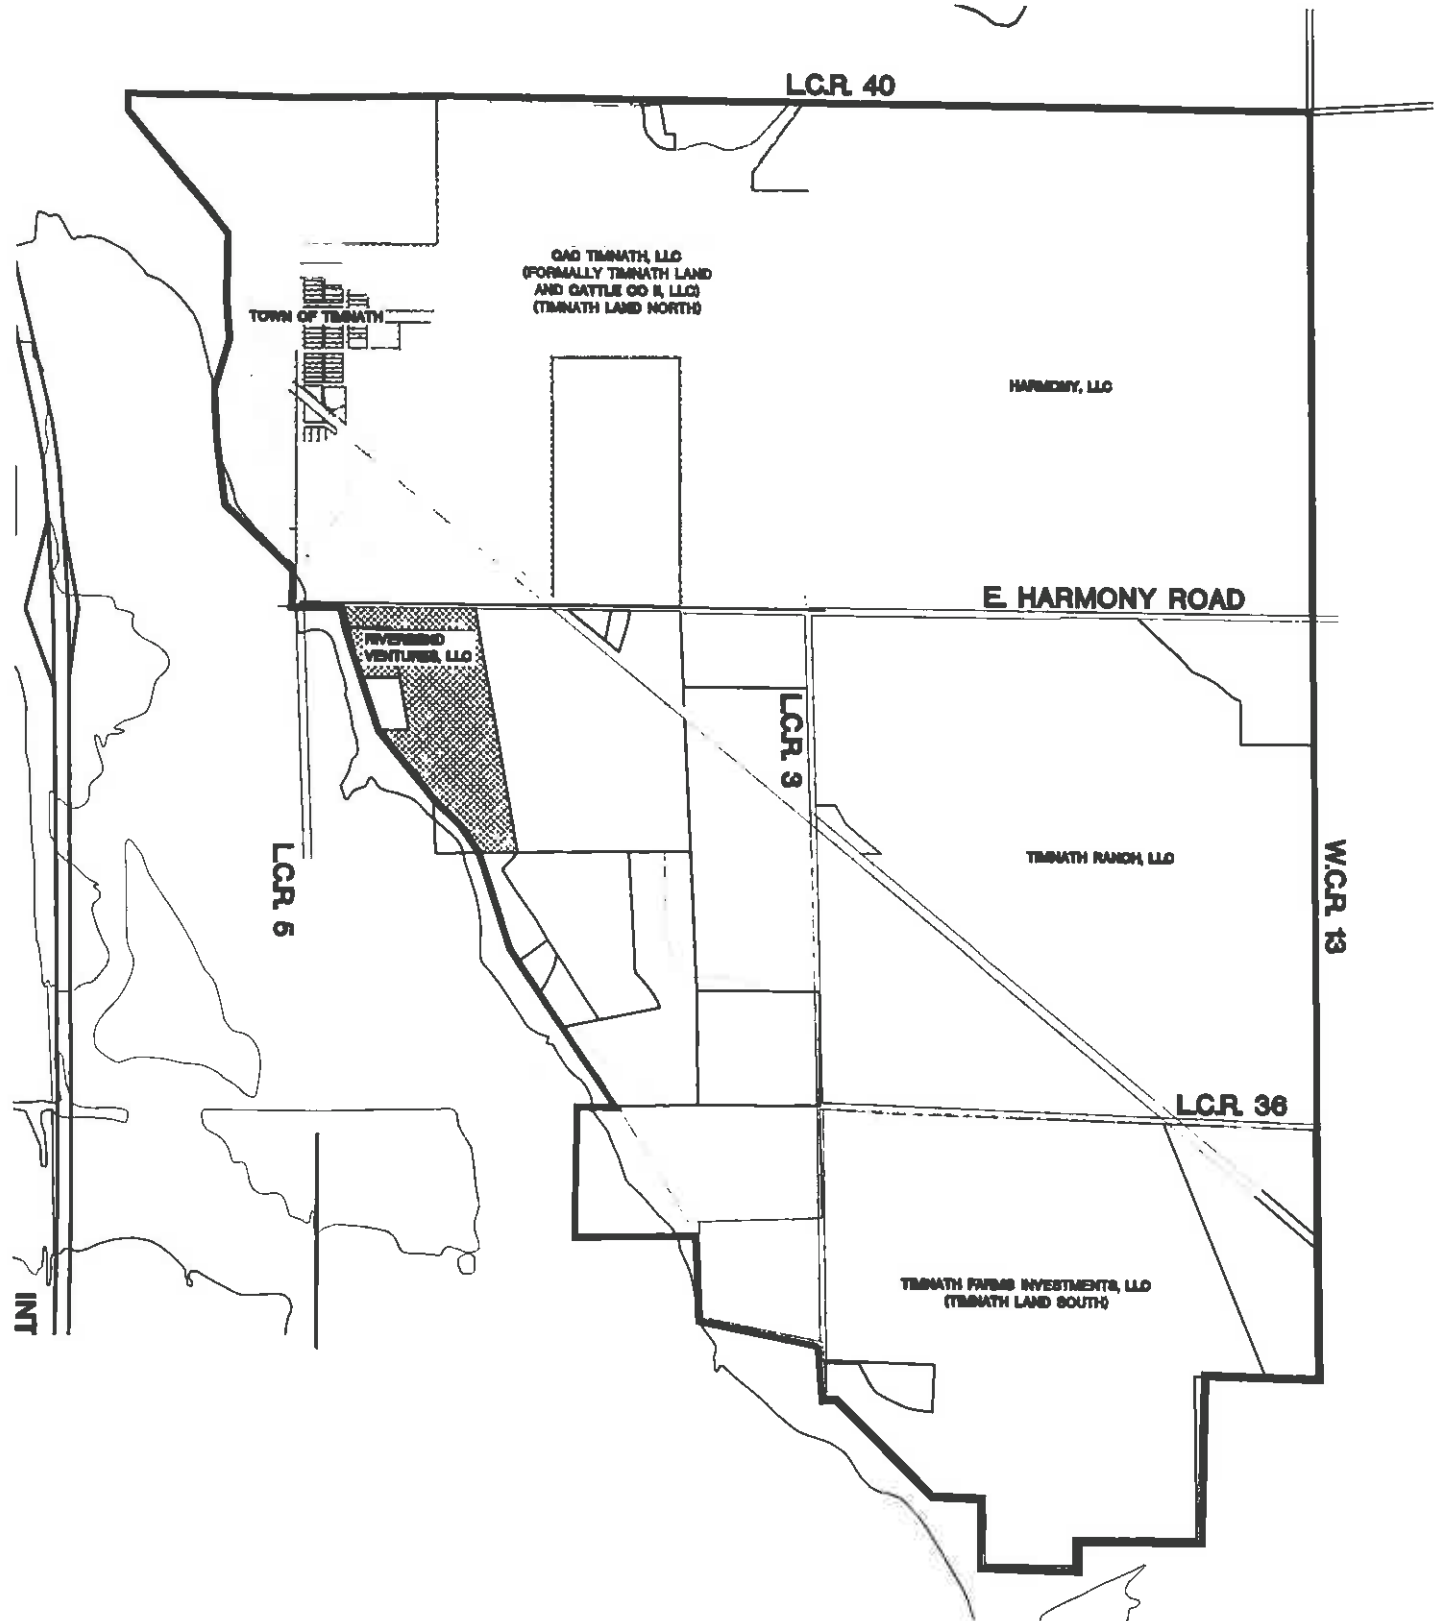 L.C.R. 40
GAC TIMNATH, LLC
(FORMALLY TIMNATH LAND
AND CATTLE CO II, LLC)
(TIMNATH LAND NORTH)
TOWN OF TIMNATH
HARMONY, LLC
E. HARMONY ROAD
RIVERBEND
VENTURES, LLC
L.C.R. 3
L.C.R. 5
TIMNATH RANCH, LLC
W.C.R. 13
L.C.R. 36
TIMNATH FARMS INVESTMENTS, LLC
(TIMNATH LAND SOUTH)
INT